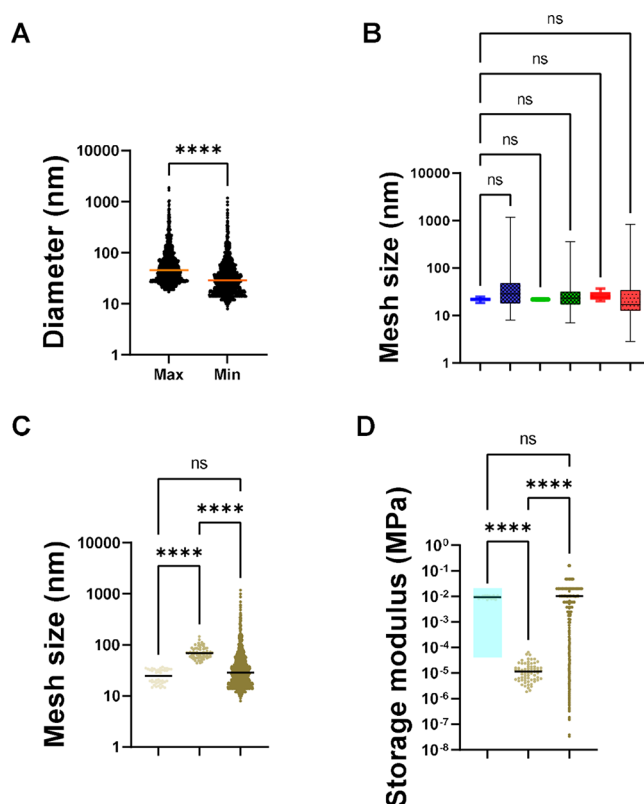 A
Diameter (nm)
****
10000
1000
100
10
1
Max Min
B
Mesh size (nm)
ns
ns
ns
ns
ns
10000
1000
100
10
1
C
Mesh size (nm)
ns
****
****
10000
1000
100
10
1
D
Storage modulus (MPa)
ns
****
****
10⁰
10⁻¹
10⁻²
10⁻³
10⁻⁴
10⁻⁵
10⁻⁶
10⁻⁷
10⁻⁸